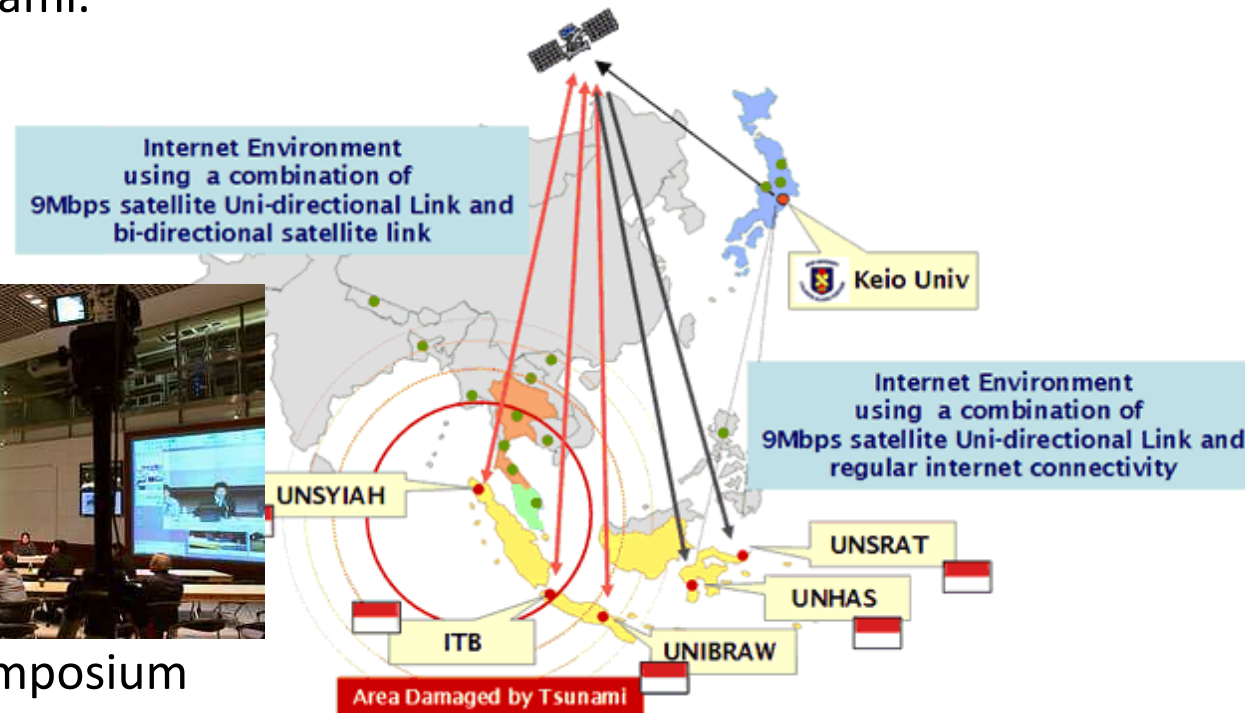 ami.
Internet Environment
using a combination of
9Mbps satellite Uni-directional Link and
bi-directional satellite link
Keio Univ
Internet Environment
using a combination of
9Mbps satellite Uni-directional Link and
regular internet connectivity
UNSYIAH
UNSRAT
UNHAS
ITB
UNIBRAW
Area Damaged by Tsunami
mposium